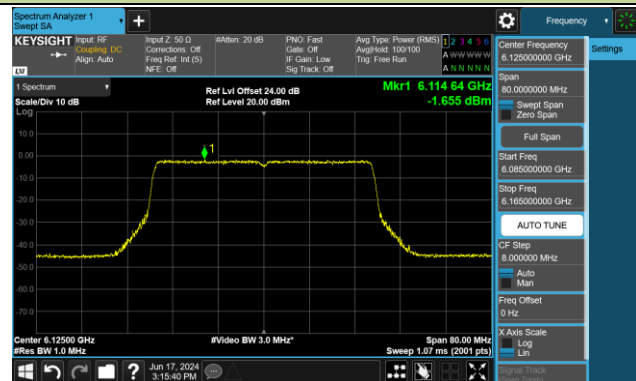 Spectrum Analyzer 1
Swept SA
+
Frequency
KEYSIGHT
Input: RF
Coupling: DC
Align: Auto
Input Z: 50 Ω
Corrections: Off
Freq Ref: Int (S)
NFE: Off
#Atten: 20 dB
PNO: Fast
Gate: Off
IF Gain: Low
Sig Track: Off
Avg Type: Power (RMS)
Avg|Hold: 100/100
Trig: Free Run
1 2 3 4 5 6
A W W W W W
A N N N N N
LXI
1 Spectrum
Scale/Div 10 dB
Log
Ref Lvl Offset 24.00 dB
Ref Level 20.00 dBm
Mkr1 6.114 64 GHz
-1.655 dBm
10.0
0.00
-10.0
-20.0
-30.0
-40.0
-50.0
-60.0
-70.0
1
Center 6.12500 GHz
#Res BW 1.0 MHz
#Video BW 3.0 MHz*
Span 80.00 MHz
Sweep 1.07 ms (2001 pts)
?
Jun 17, 2024
3:15:40 PM
Center Frequency
6.125000000 GHz
Settings
Span
80.0000000 MHz
Swept Span
Zero Span
Full Span
Start Freq
6.085000000 GHz
Stop Freq
6.165000000 GHz
AUTO TUNE
CF Step
8.000000 MHz
Auto
Man
Freq Offset
0 Hz
X Axis Scale
Log
Lin
Signal Track